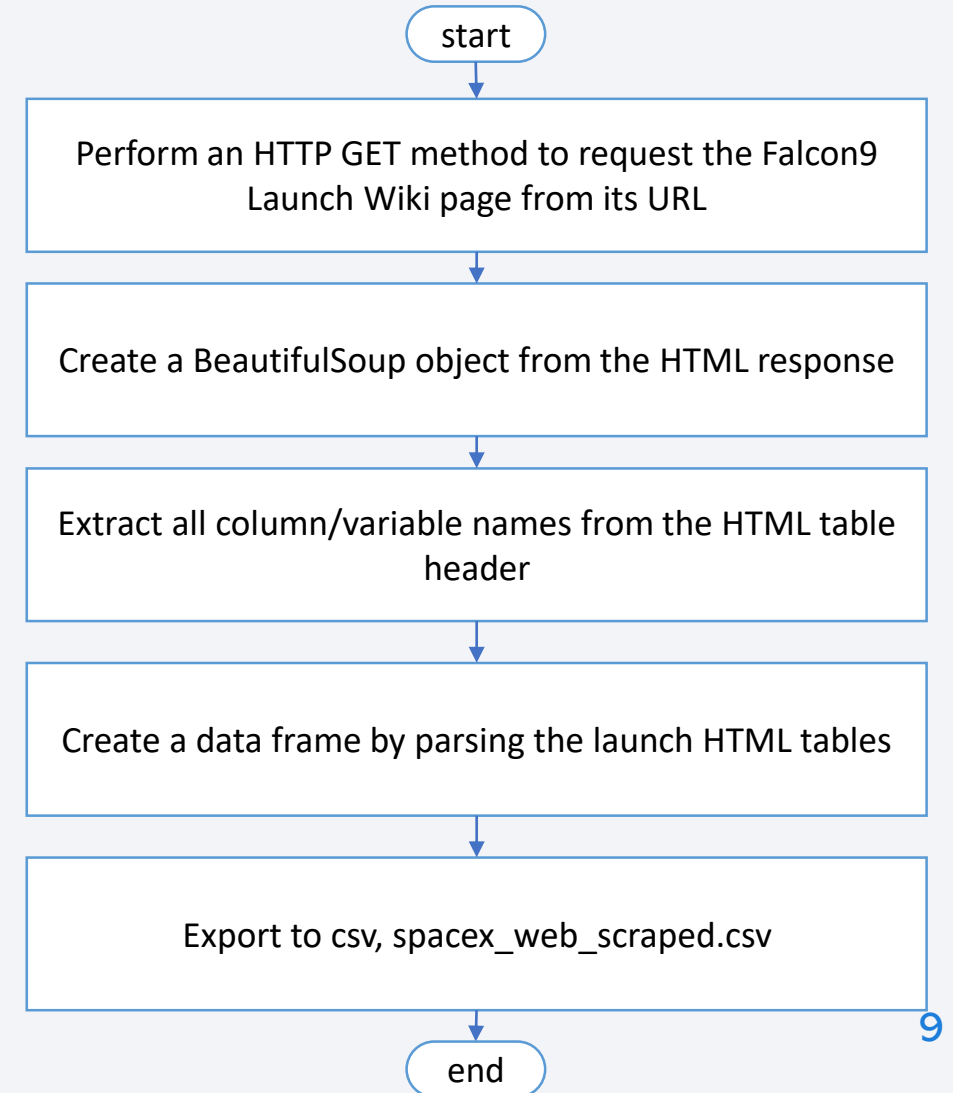 start
Perform an HTTP GET method to request the Falcon9
Launch Wiki page from its URL
Create a BeautifulSoup object from the HTML response
Extract all column/variable names from the HTML table
header
Create a data frame by parsing the launch HTML tables
Export to csv, spacex_web_scraped.csv
9
end